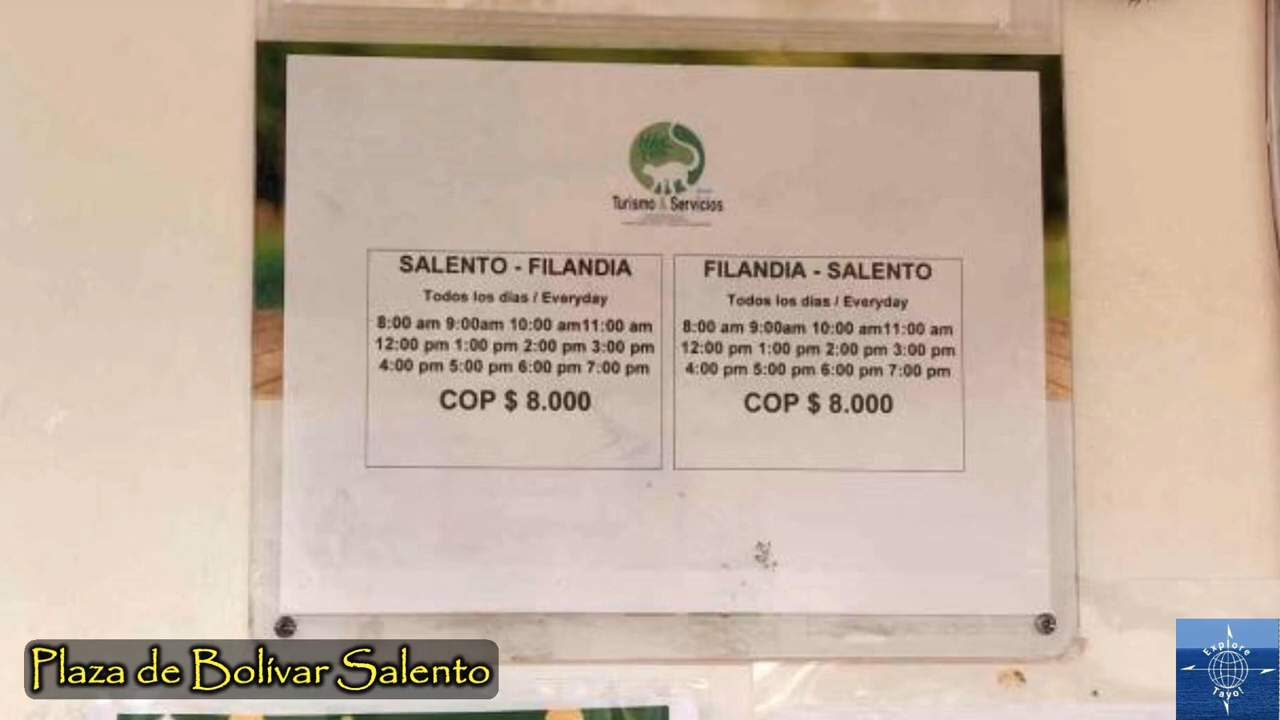 Turismo & Servicios
SALENTO - FILANDIA
Todos los dias / Everyday
8:00 am 9:00am 10:00 am11:00 am
12:00 pm 1:00 pm 2:00 pm 3:00 pm
4:00 pm 5:00 pm 6:00 pm 7:00 pm
COP $ 8.000
FILANDIA - SALENTO
Todos los dias / Everyday
8:00 am 9:00am 10:00 am11:00 am
12:00 pm 1:00 pm 2:00 pm 3:00 pm
4:00 pm 5:00 pm 6:00 pm 7:00 pm
COP $ 8.000
Plaza de Bolívar Salento
Explore
Tayo!